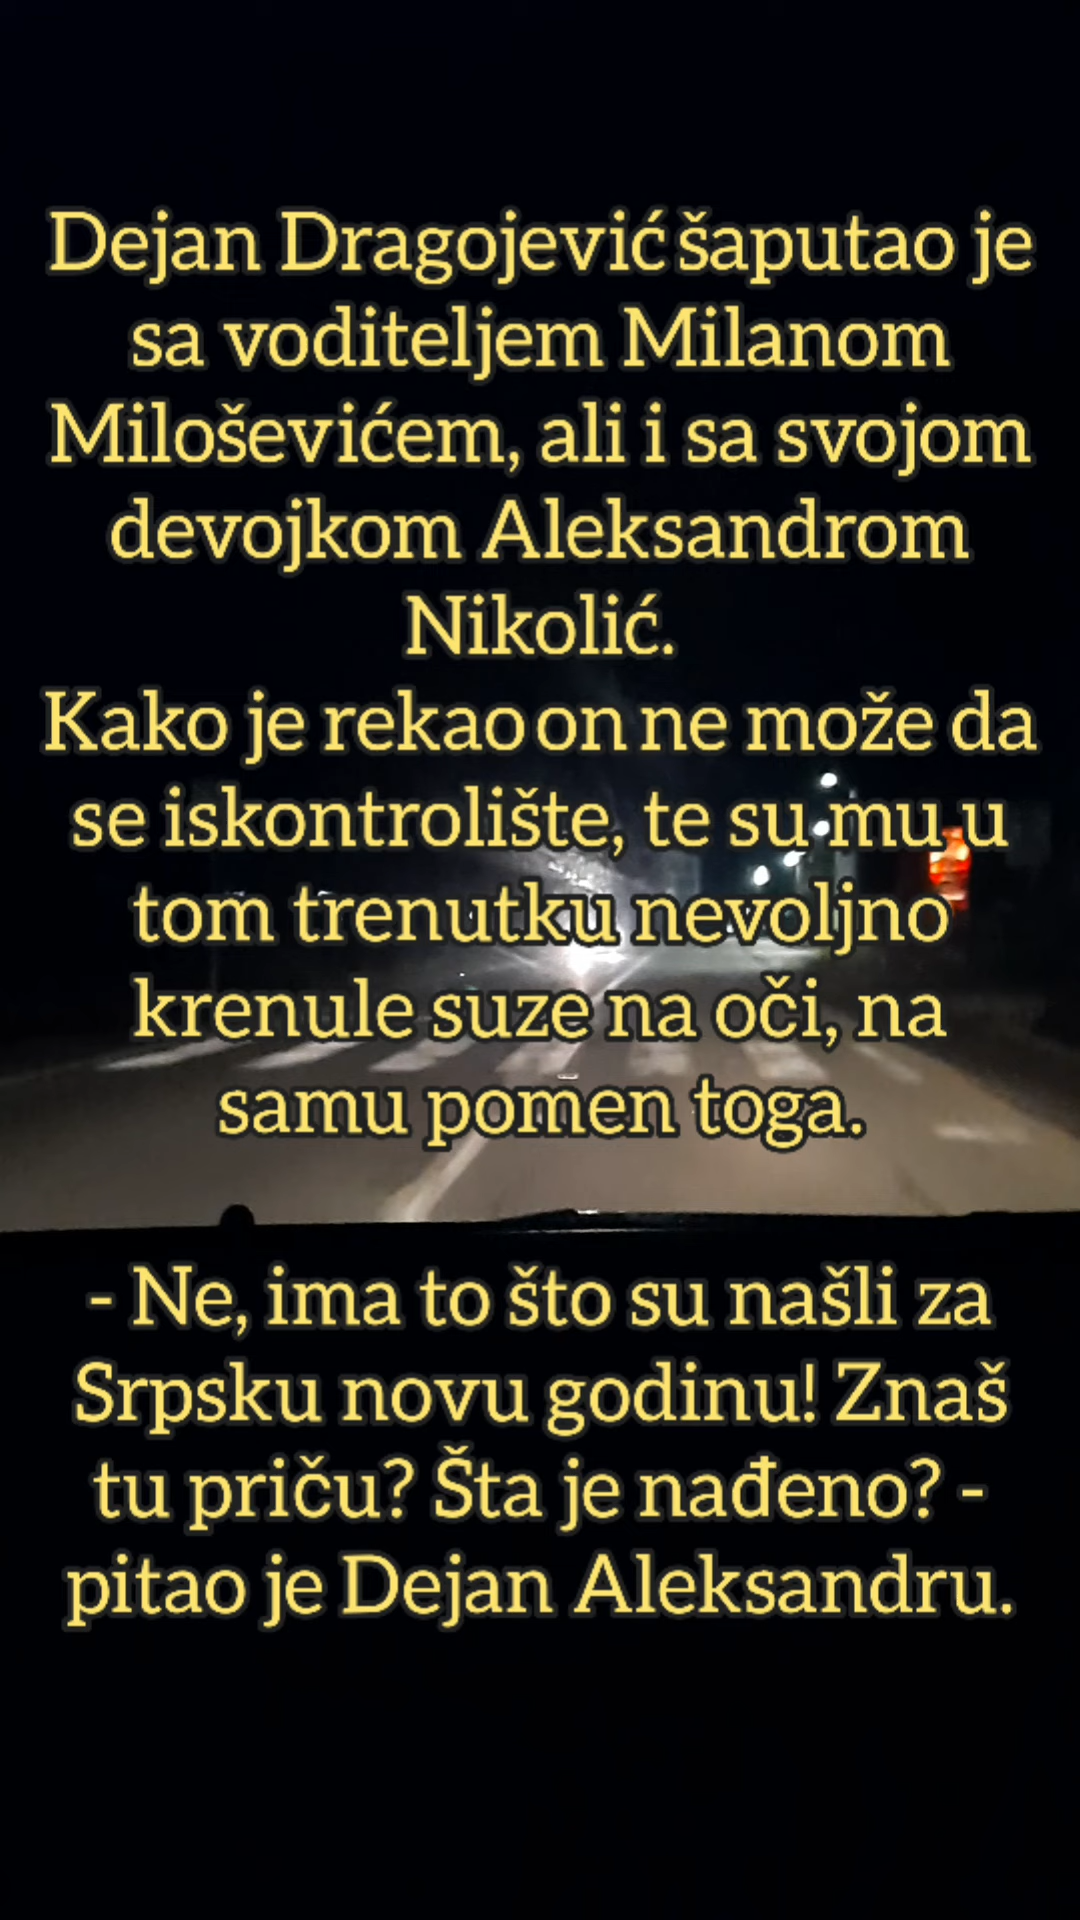 Dejan Dragojević šaputao je
sa voditeljem Milanom
Miloševićem, ali i sa svojom
devojkom Aleksandrom
Nikolić.
Kako je rekao on ne može da
se iskontrolište, te su mu u
tom trenutku nevoljno
krenule suze na oči, na
samu pomen toga.
- Ne, ima to što su našli za
Srpsku novu godinu! Znaš
tu priču? Šta je nađeno? -
pitao je Dejan Aleksandru.